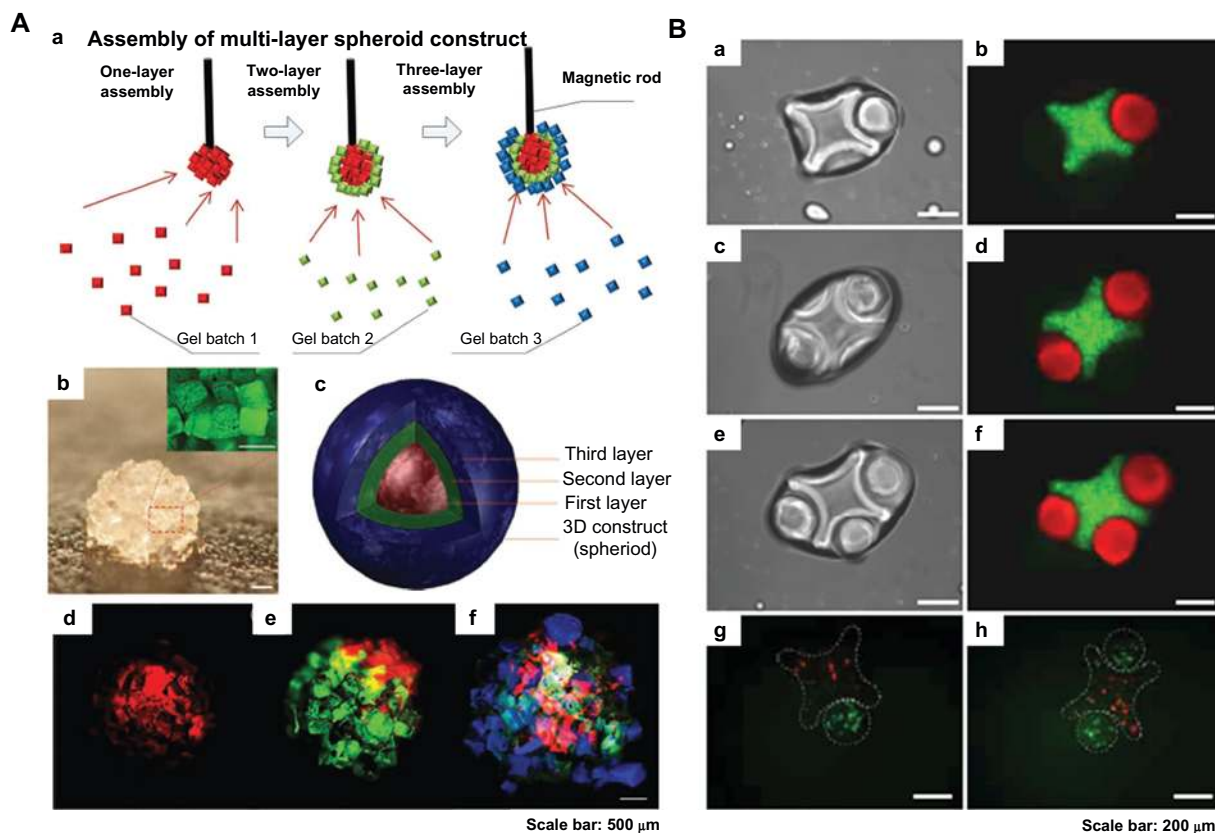 A
a Assembly of multi-layer spheroid construct
One-layer
assembly
Two-layer
assembly
Three-layer
assembly
Magnetic rod
Gel batch 1
Gel batch 2
Gel batch 3
b
c
Third layer
Second layer
First layer
3D construct
(spheriod)
d
e
f
Scale bar: 500 μm
B
a
b
c
d
e
f
g
h
Scale bar: 200 μm